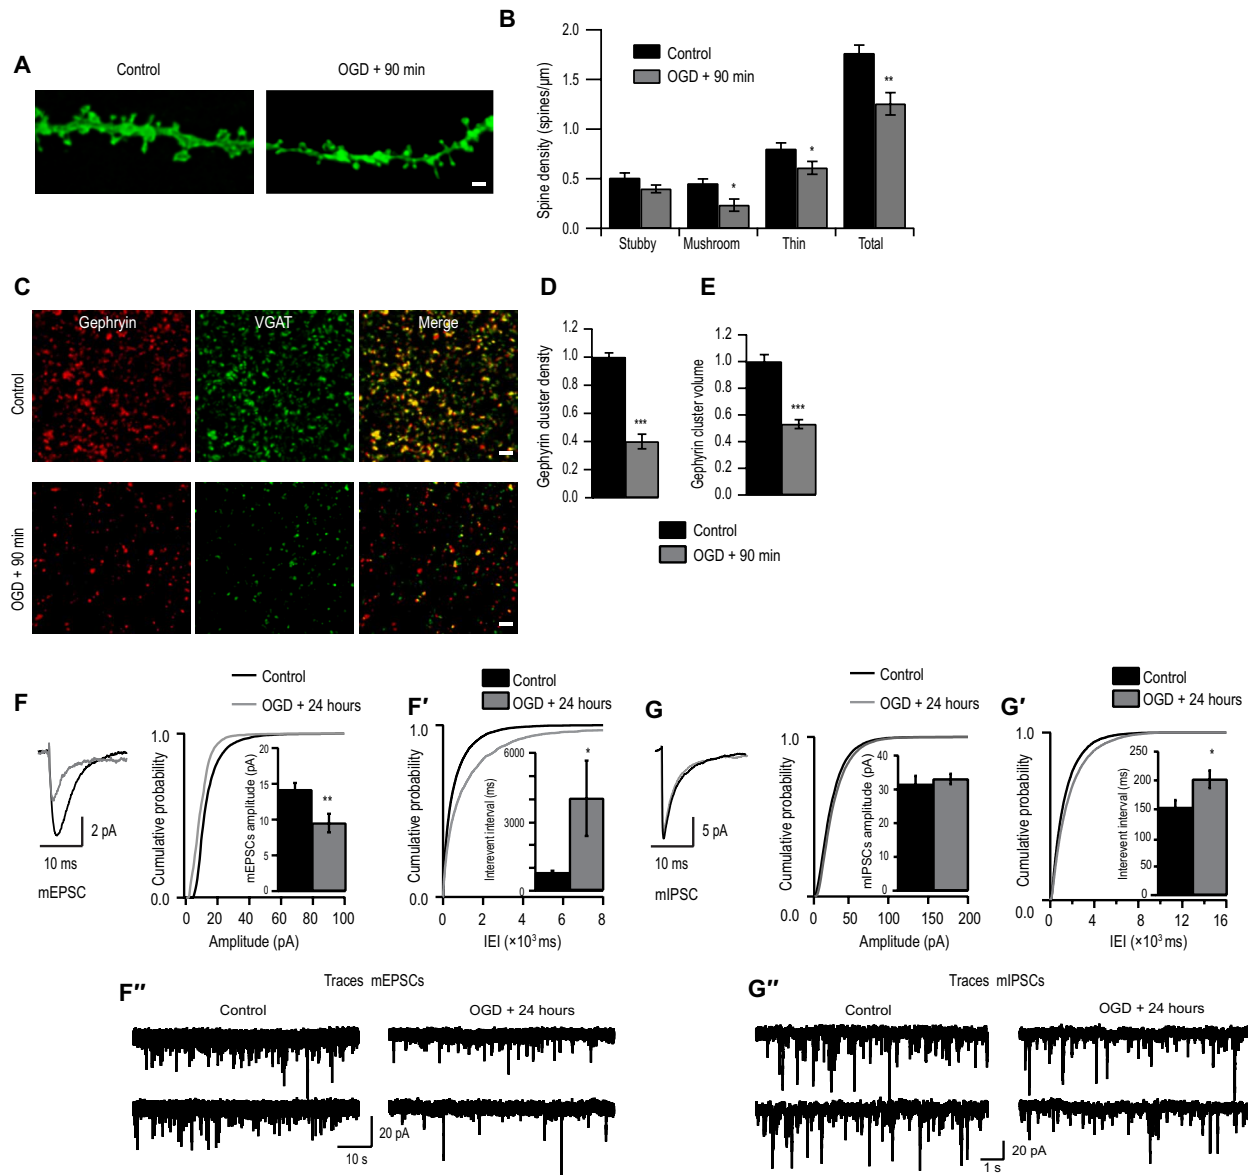 A
Control
OGD + 90 min
B
Spine density (spines/μm)
2.0
1.5
1.0
0.5
0.0
Control
OGD + 90 min
*
*
**
Stubby
Mushroom
Thin
Total
C
Gephryin
VGAT
Merge
Control
OGD + 90 min
D
Gephyrin cluster density
1.2
1.0
0.8
0.6
0.4
0.2
0.0
***
E
Gephyrin cluster volume
1.2
1.0
0.8
0.6
0.4
0.2
0.0
***
Control
OGD + 90 min
F
Control
OGD + 24 hours
2 pA
10 ms
mEPSC
Cumulative probability
1.0
0.0
0
20
40
60
80
100
Amplitude (pA)
mEPSCs amplitude (pA)
20
15
10
5
0
**
F′
Control
OGD + 24 hours
Cumulative probability
1.0
0.0
0
2
4
6
8
IEI (×10³ ms)
Interevent interval (ms)
6000
3000
0
*
G
Control
OGD + 24 hours
5 pA
10 ms
mIPSC
Cumulative probability
1.0
0.0
0
50
100
150
200
Amplitude (pA)
mIPSCs amplitude (pA)
40
30
20
10
0
G′
Control
OGD + 24 hours
Cumulative probability
1.0
0.0
0
4
8
12
16
IEI (×10³ ms)
Interevent interval (ms)
250
200
150
100
50
0
*
F″
Traces mEPSCs
Control
OGD + 24 hours
20 pA
10 s
G″
Traces mIPSCs
Control
OGD + 24 hours
20 pA
1 s